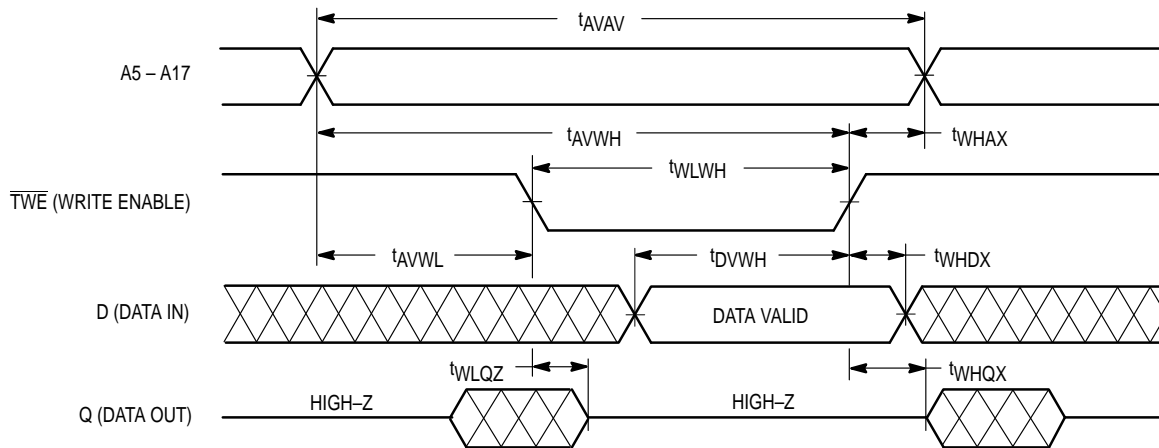 tAVAV
A5 – A17
tAVWH
tWHAX
tWLWH
TWE (WRITE ENABLE)
tAVWL
tDVWH
tWHDX
D (DATA IN)
DATA VALID
tWLQZ
tWHQX
Q (DATA OUT)
HIGH–Z
HIGH–Z